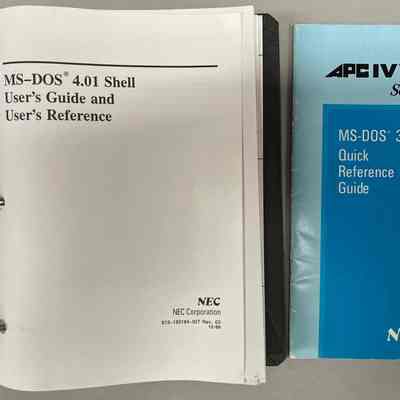 MS-DOS® 4.01 Shell
User's Guide and
User's Reference
NEC
NEC Corporation
APC IV
MS-DOS® 3
Quick
Reference
Guide